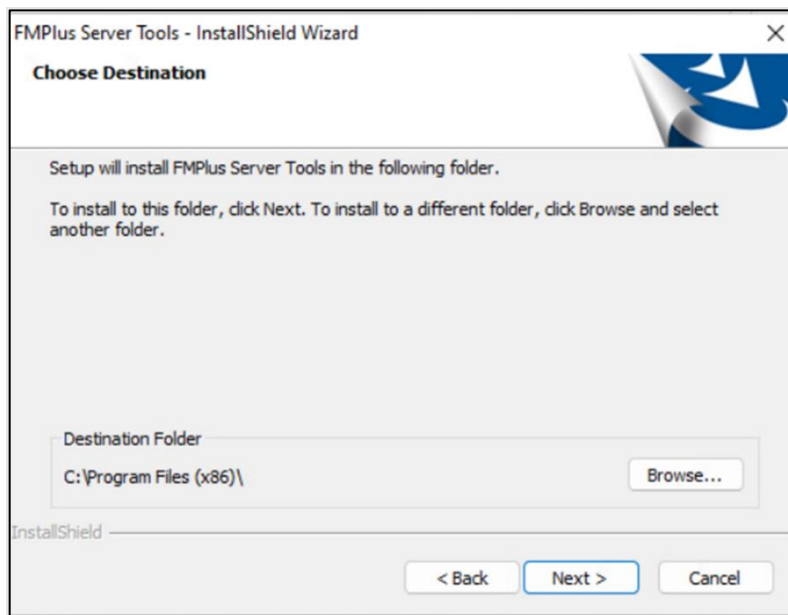 FMPlus Server Tools - InstallShield Wizard
Choose Destination
Setup will install FMPlus Server Tools in the following folder.
To install to this folder, click Next. To install to a different folder, click Browse and select
another folder.
Destination Folder
C:\Program Files (x86)\
Browse...
InstallShield
< Back
Next >
Cancel